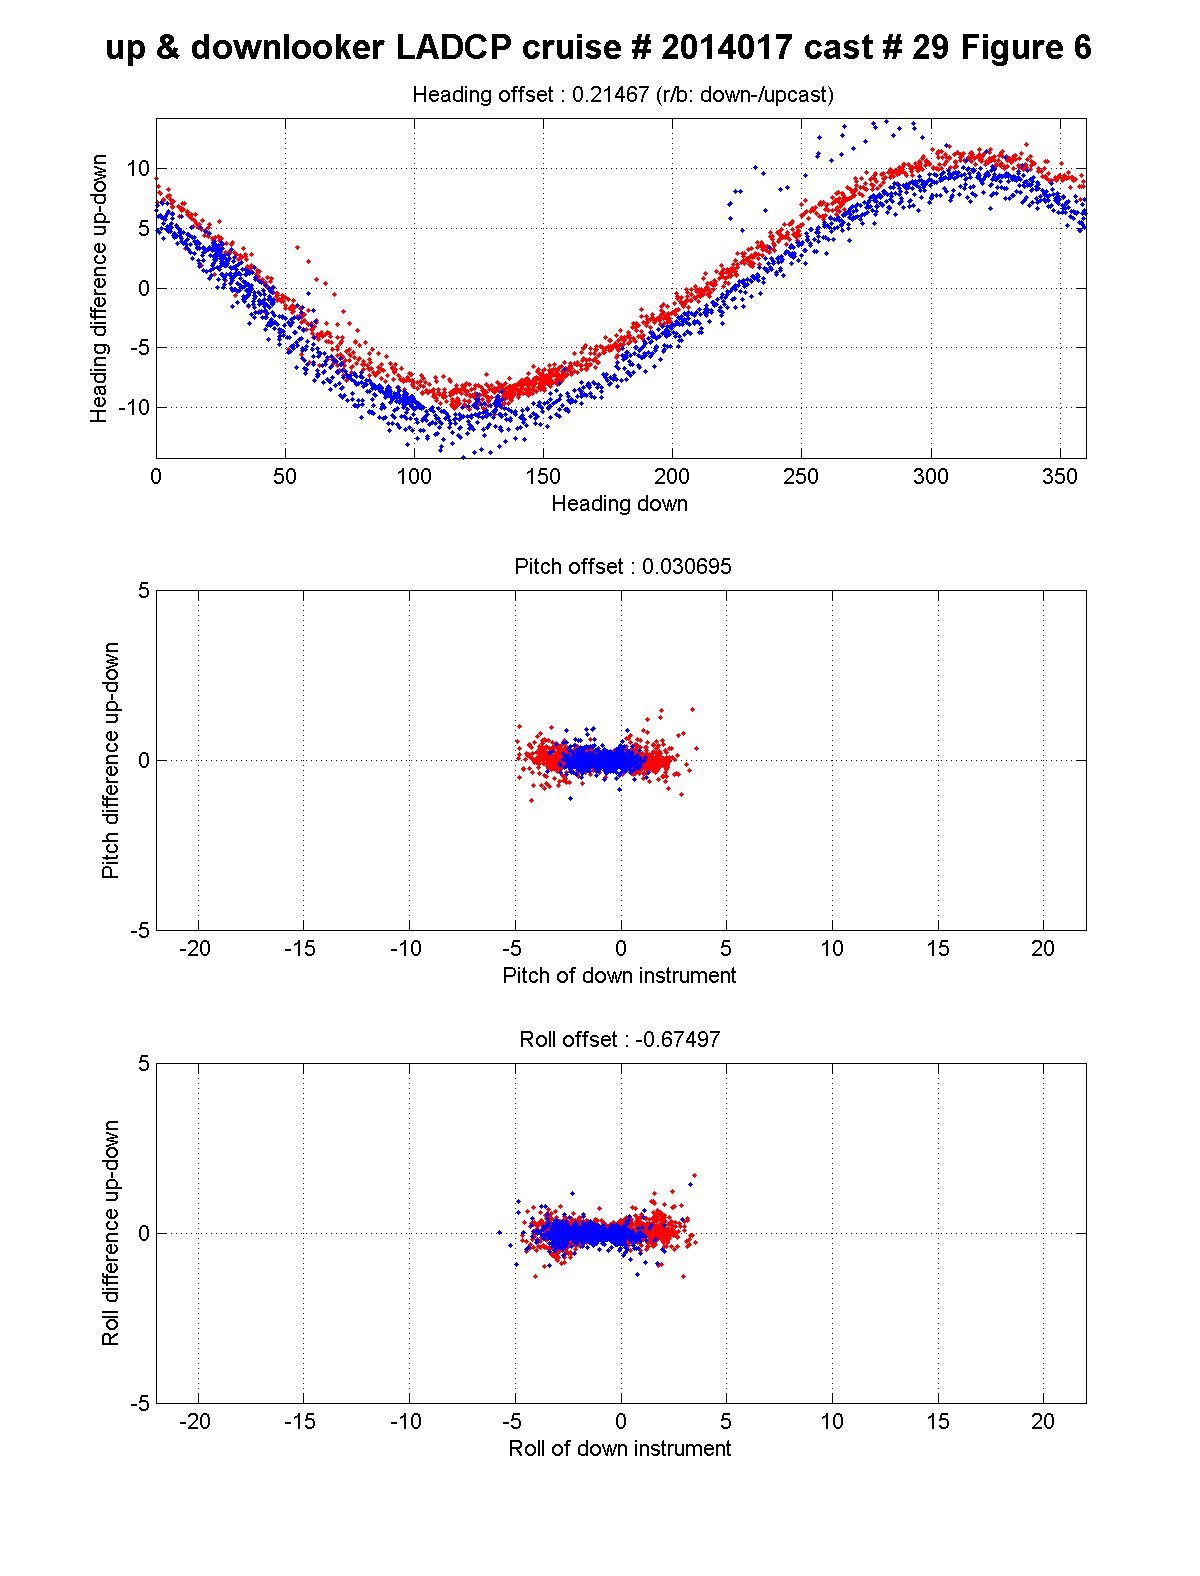 up & downlooker LADCP cruise # 2014017 cast # 29 Figure 6
Heading offset : 0.21467 (r/b: down-/upcast)
Heading difference up-down
10
5
0
-5
-10
0 50 100 150 200 250 300 350
Heading down
Pitch offset : 0.030695
Pitch difference up-down
5
0
-5
-20 -15 -10 -5 0 5 10 15 20
Pitch of down instrument
Roll offset : -0.67497
Roll difference up-down
5
0
-5
-20 -15 -10 -5 0 5 10 15 20
Roll of down instrument